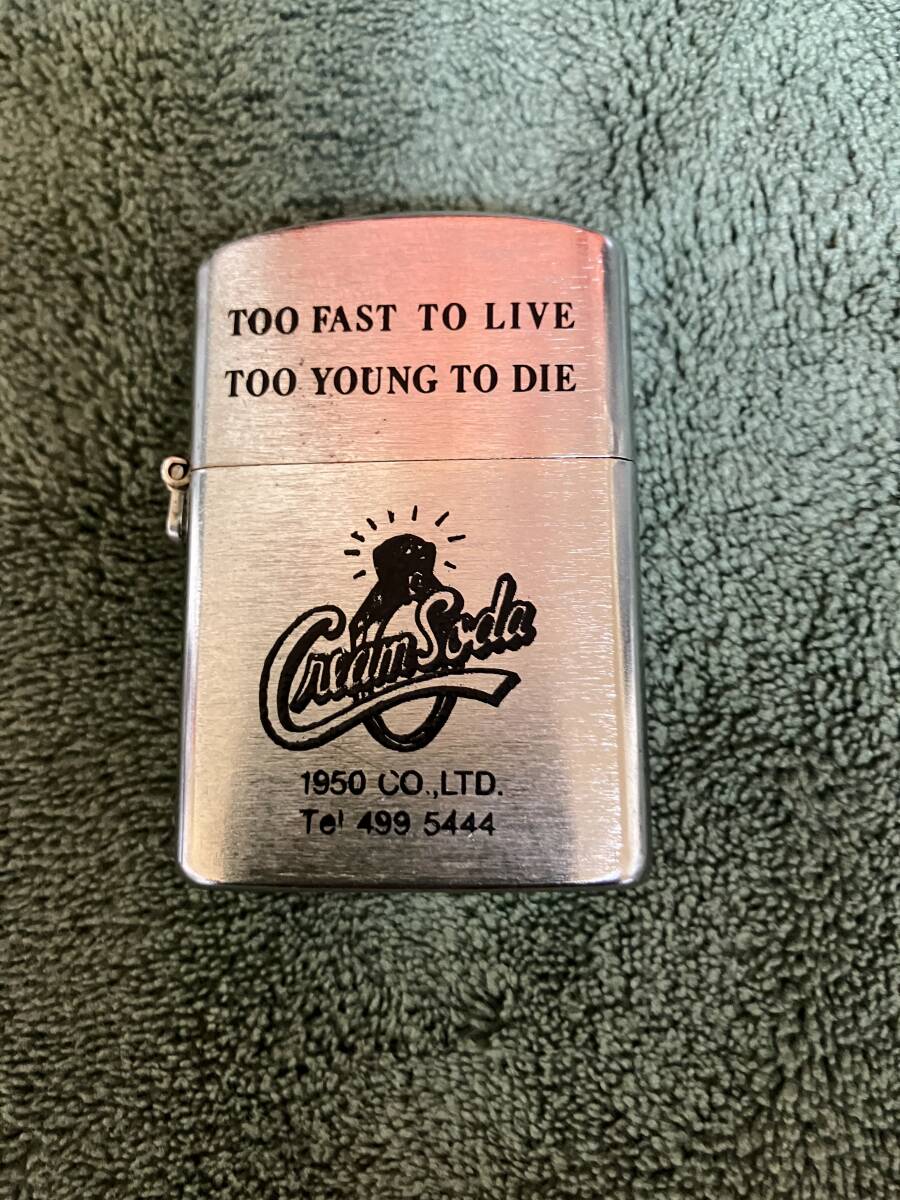 TOO FAST TO LIVE
TOO YOUNG TO DIE
Cream Soda
1950 CO.,LTD.
Tel 499 5444